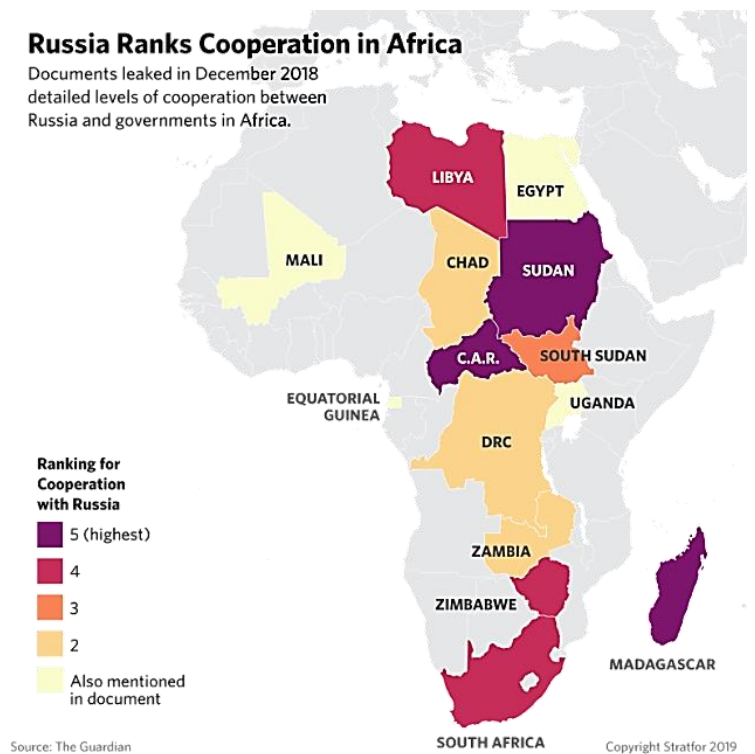 Russia Ranks Cooperation in Africa
Documents leaked in December 2018
detailed levels of cooperation between
Russia and governments in Africa.
LIBYA
EGYPT
MALI
CHAD
SUDAN
C.A.R.
SOUTH SUDAN
EQUATORIAL
GUINEA
UGANDA
DRC
Ranking for
Cooperation
with Russia
5 (highest)
4
3
2
Also mentioned
in document
ZAMBIA
ZIMBABWE
MADAGASCAR
SOUTH AFRICA
Source: The Guardian
Copyright Stratfor 2019